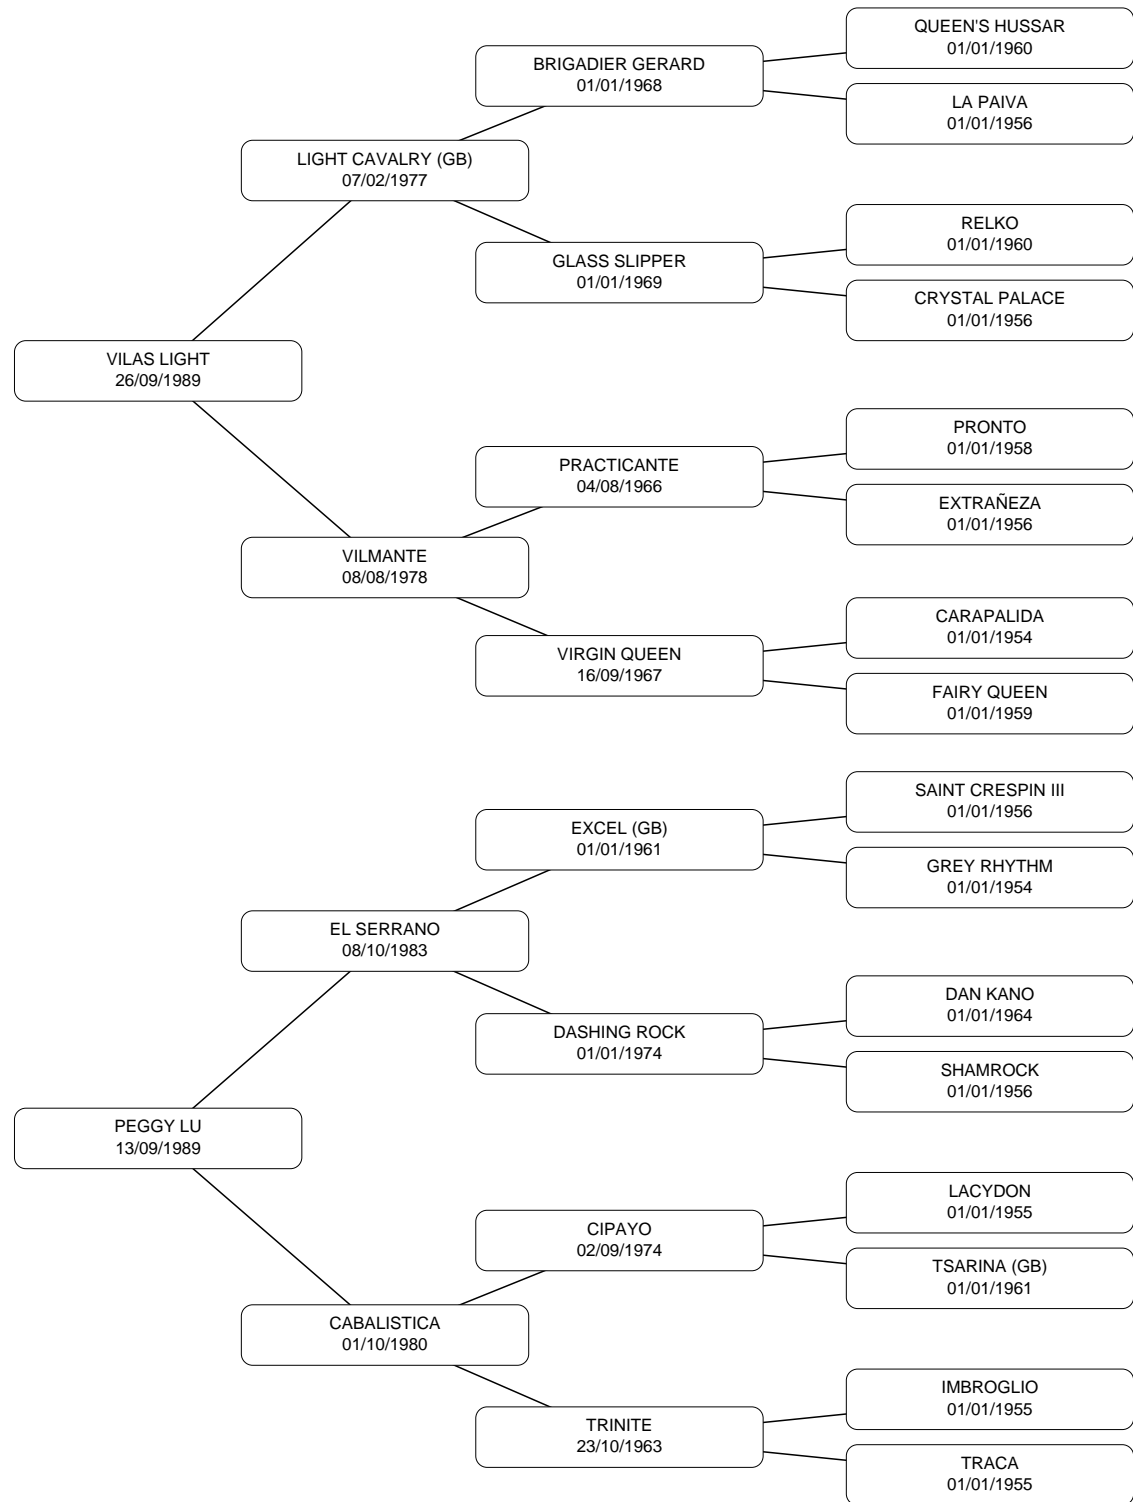 QUEEN'S HUSSAR
01/01/1960
BRIGADIER GERARD
01/01/1968
LA PAIVA
01/01/1956
LIGHT CAVALRY (GB)
07/02/1977
RELKO
01/01/1960
GLASS SLIPPER
01/01/1969
CRYSTAL PALACE
01/01/1956
VILAS LIGHT
26/09/1989
PRONTO
01/01/1958
PRACTICANTE
04/08/1966
EXTRAÑEZA
01/01/1956
VILMANTE
08/08/1978
CARAPALIDA
01/01/1954
VIRGIN QUEEN
16/09/1967
FAIRY QUEEN
01/01/1959
SAINT CRESPIN III
01/01/1956
EXCEL (GB)
01/01/1961
GREY RHYTHM
01/01/1954
EL SERRANO
08/10/1983
DAN KANO
01/01/1964
DASHING ROCK
01/01/1974
SHAMROCK
01/01/1956
PEGGY LU
13/09/1989
LACYDON
01/01/1955
CIPAYO
02/09/1974
TSARINA (GB)
01/01/1961
CABALISTICA
01/10/1980
IMBROGLIO
01/01/1955
TRINITE
23/10/1963
TRACA
01/01/1955